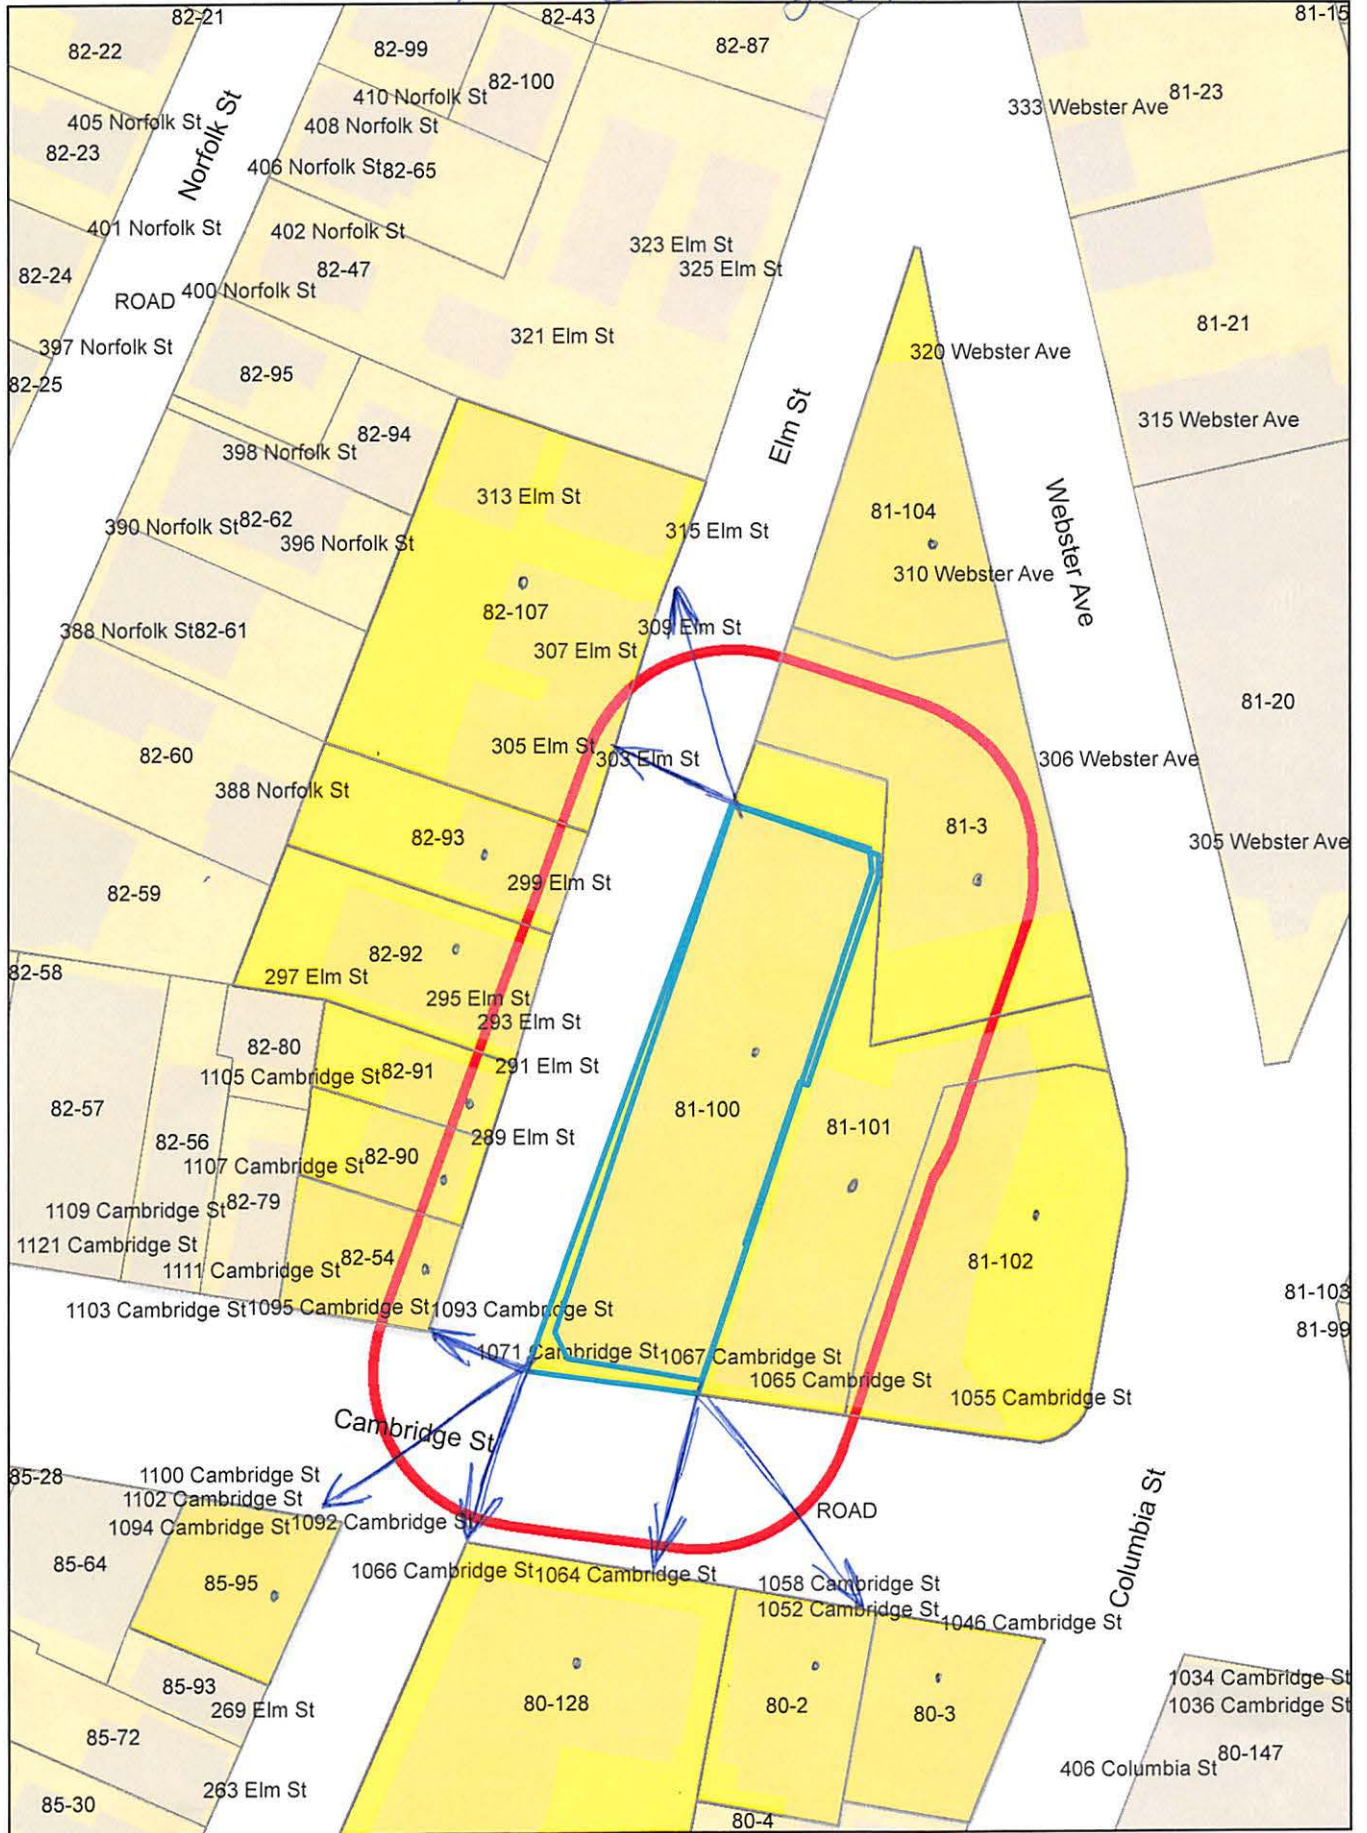 82-21
82-43
81-15
82-22
82-99
82-87
82-100
81-23
410 Norfolk St
333 Webster Ave
405 Norfolk St
408 Norfolk St
82-23
Norfolk St
406 Norfolk St 82-65
401 Norfolk St
402 Norfolk St
323 Elm St
82-24
82-47
325 Elm St
ROAD
400 Norfolk St
81-21
321 Elm St
397 Norfolk St
320 Webster Ave
82-25
82-95
Elm St
315 Webster Ave
82-94
398 Norfolk St
313 Elm St
81-104
Webster Ave
390 Norfolk St 82-62
396 Norfolk St
315 Elm St
310 Webster Ave
82-107
388 Norfolk St 82-61
309 Elm St
307 Elm St
81-20
305 Elm St
303 Elm St
306 Webster Ave
82-60
388 Norfolk St
82-93
81-3
305 Webster Ave
82-59
299 Elm St
82-92
82-58
297 Elm St
295 Elm St
293 Elm St
82-80
291 Elm St
1105 Cambridge St 82-91
82-57
81-100
81-101
82-56
289 Elm St
1107 Cambridge St 82-90
82-79
1109 Cambridge St
1121 Cambridge St
82-54
81-102
1111 Cambridge St
81-103
1103 Cambridge St 1095 Cambridge St 1093 Cambridge St
81-99
1071 Cambridge St 1067 Cambridge St
1065 Cambridge St
1055 Cambridge St
Cambridge St
85-28
1100 Cambridge St
1102 Cambridge St
ROAD
Columbia St
1094 Cambridge St 1092 Cambridge St
85-64
1066 Cambridge St 1064 Cambridge St
85-95
1058 Cambridge St
1052 Cambridge St
1046 Cambridge St
85-93
1034 Cambridge St
80-128
80-2
80-3
1036 Cambridge St
269 Elm St
85-72
80-147
406 Columbia St
263 Elm St
85-30
80-4